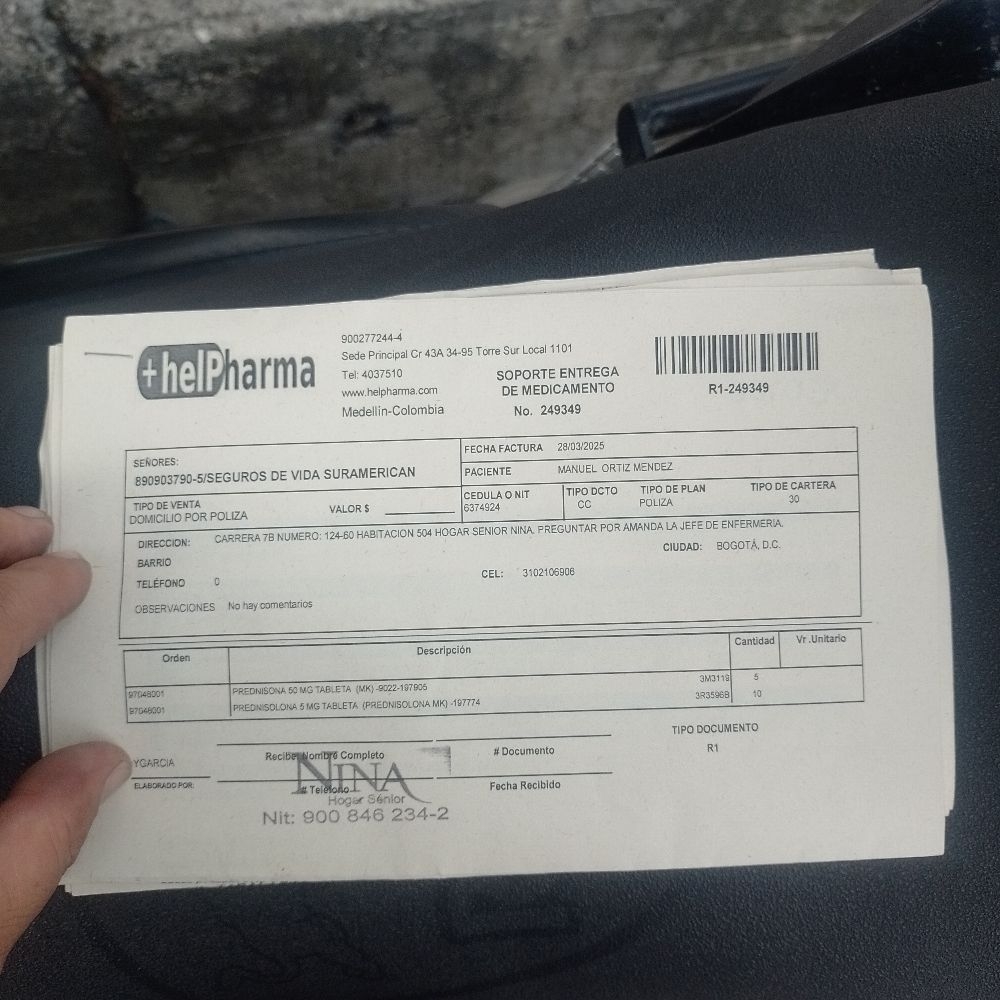 +helPharma
900277244-4
Sede Principal Cr 43A 34-95 Torre Sur Local 1101
Tel: 4037510
www.helpharma.com
Medellin-Colombia
SOPORTE ENTREGA
DE MEDICAMENTO
No. 249349
R1-249349
SEÑORES:
890903790-5/SEGUROS DE VIDA SURAMERICAN
FECHA FACTURA 28/03/2025
PACIENTE MANUEL ORTIZ MENDEZ
TIPO DE VENTA
DOMICILIO POR POLIZA
VALOR $
CEDULA O NIT
6374924
TIPO DCTO
CC
TIPO DE PLAN
POLIZA
TIPO DE CARTERA
30
DIRECCION: CARRERA 7B NUMERO: 124-60 HABITACION 504 HOGAR SENIOR NINA. PREGUNTAR POR AMANDA LA JEFE DE ENFERMERIA.
BARRIO
CIUDAD: BOGOTÁ, D.C.
TELÉFONO 0
CEL: 3102106906
OBSERVACIONES No hay comentarios
Orden Descripción Cantidad Vr .Unitario
97048001 PREDNISONA 50 MG TABLETA (MK) -9022-197905 3M3119 5
97048001 PREDNISOLONA 5 MG TABLETA (PREDNISOLONA MK) -197774 3R3596B 10
YGARCIA
ELABORADO POR:
Recibe: Nombre Completo
# Documento
# Teléfono
Fecha Recibido
TIPO DOCUMENTO
R1
NINA
Hogar Sénior
Nit: 900 846 234-2